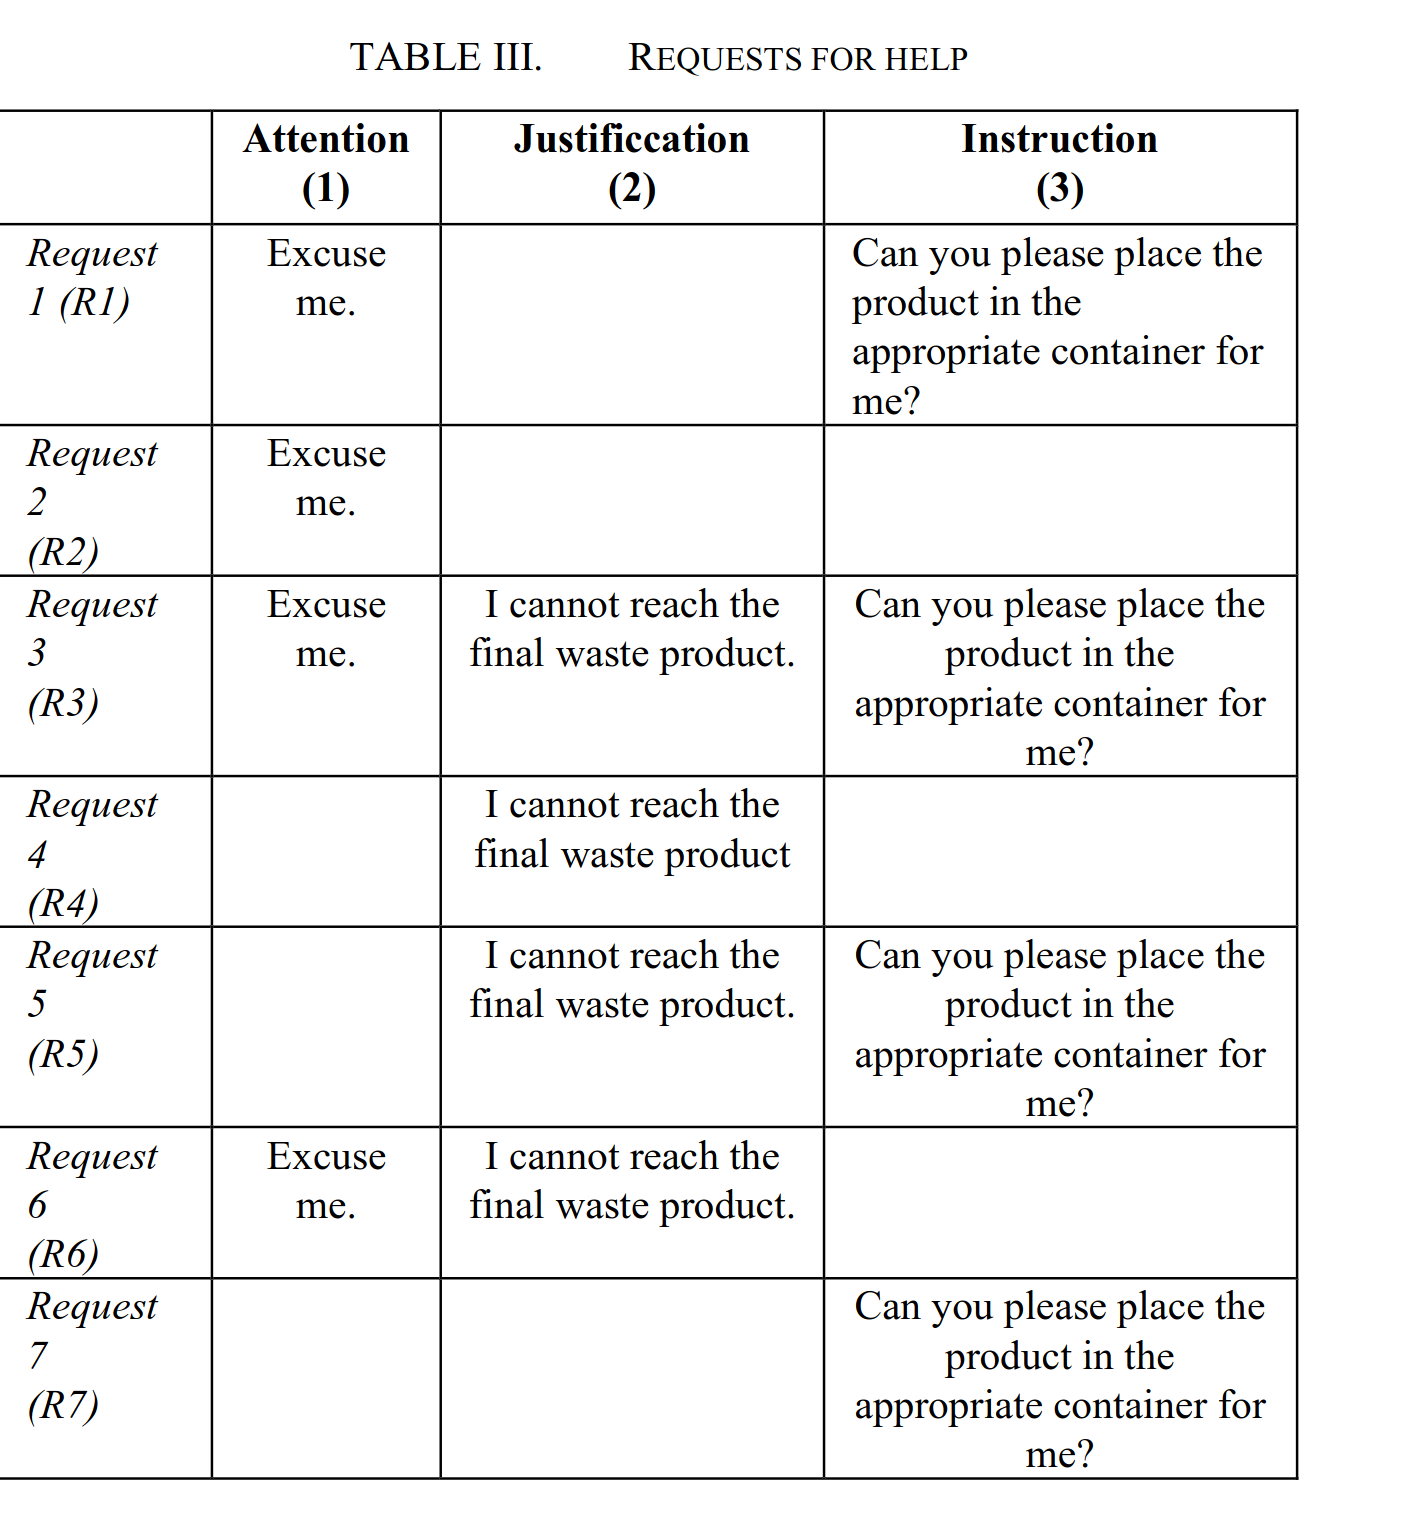 TABLE III. REQUESTS FOR HELP
Attention
(1)
Justificcation
(2)
Instruction
(3)
Request
1 (R1)
Excuse
me.
Can you please place the
product in the
appropriate container for
me?
Request
2
(R2)
Excuse
me.
Request
3
(R3)
Excuse
me.
I cannot reach the
final waste product.
Can you please place the
product in the
appropriate container for
me?
Request
4
(R4)
I cannot reach the
final waste product
Request
5
(R5)
I cannot reach the
final waste product.
Can you please place the
product in the
appropriate container for
me?
Request
6
(R6)
Excuse
me.
I cannot reach the
final waste product.
Request
7
(R7)
Can you please place the
product in the
appropriate container for
me?